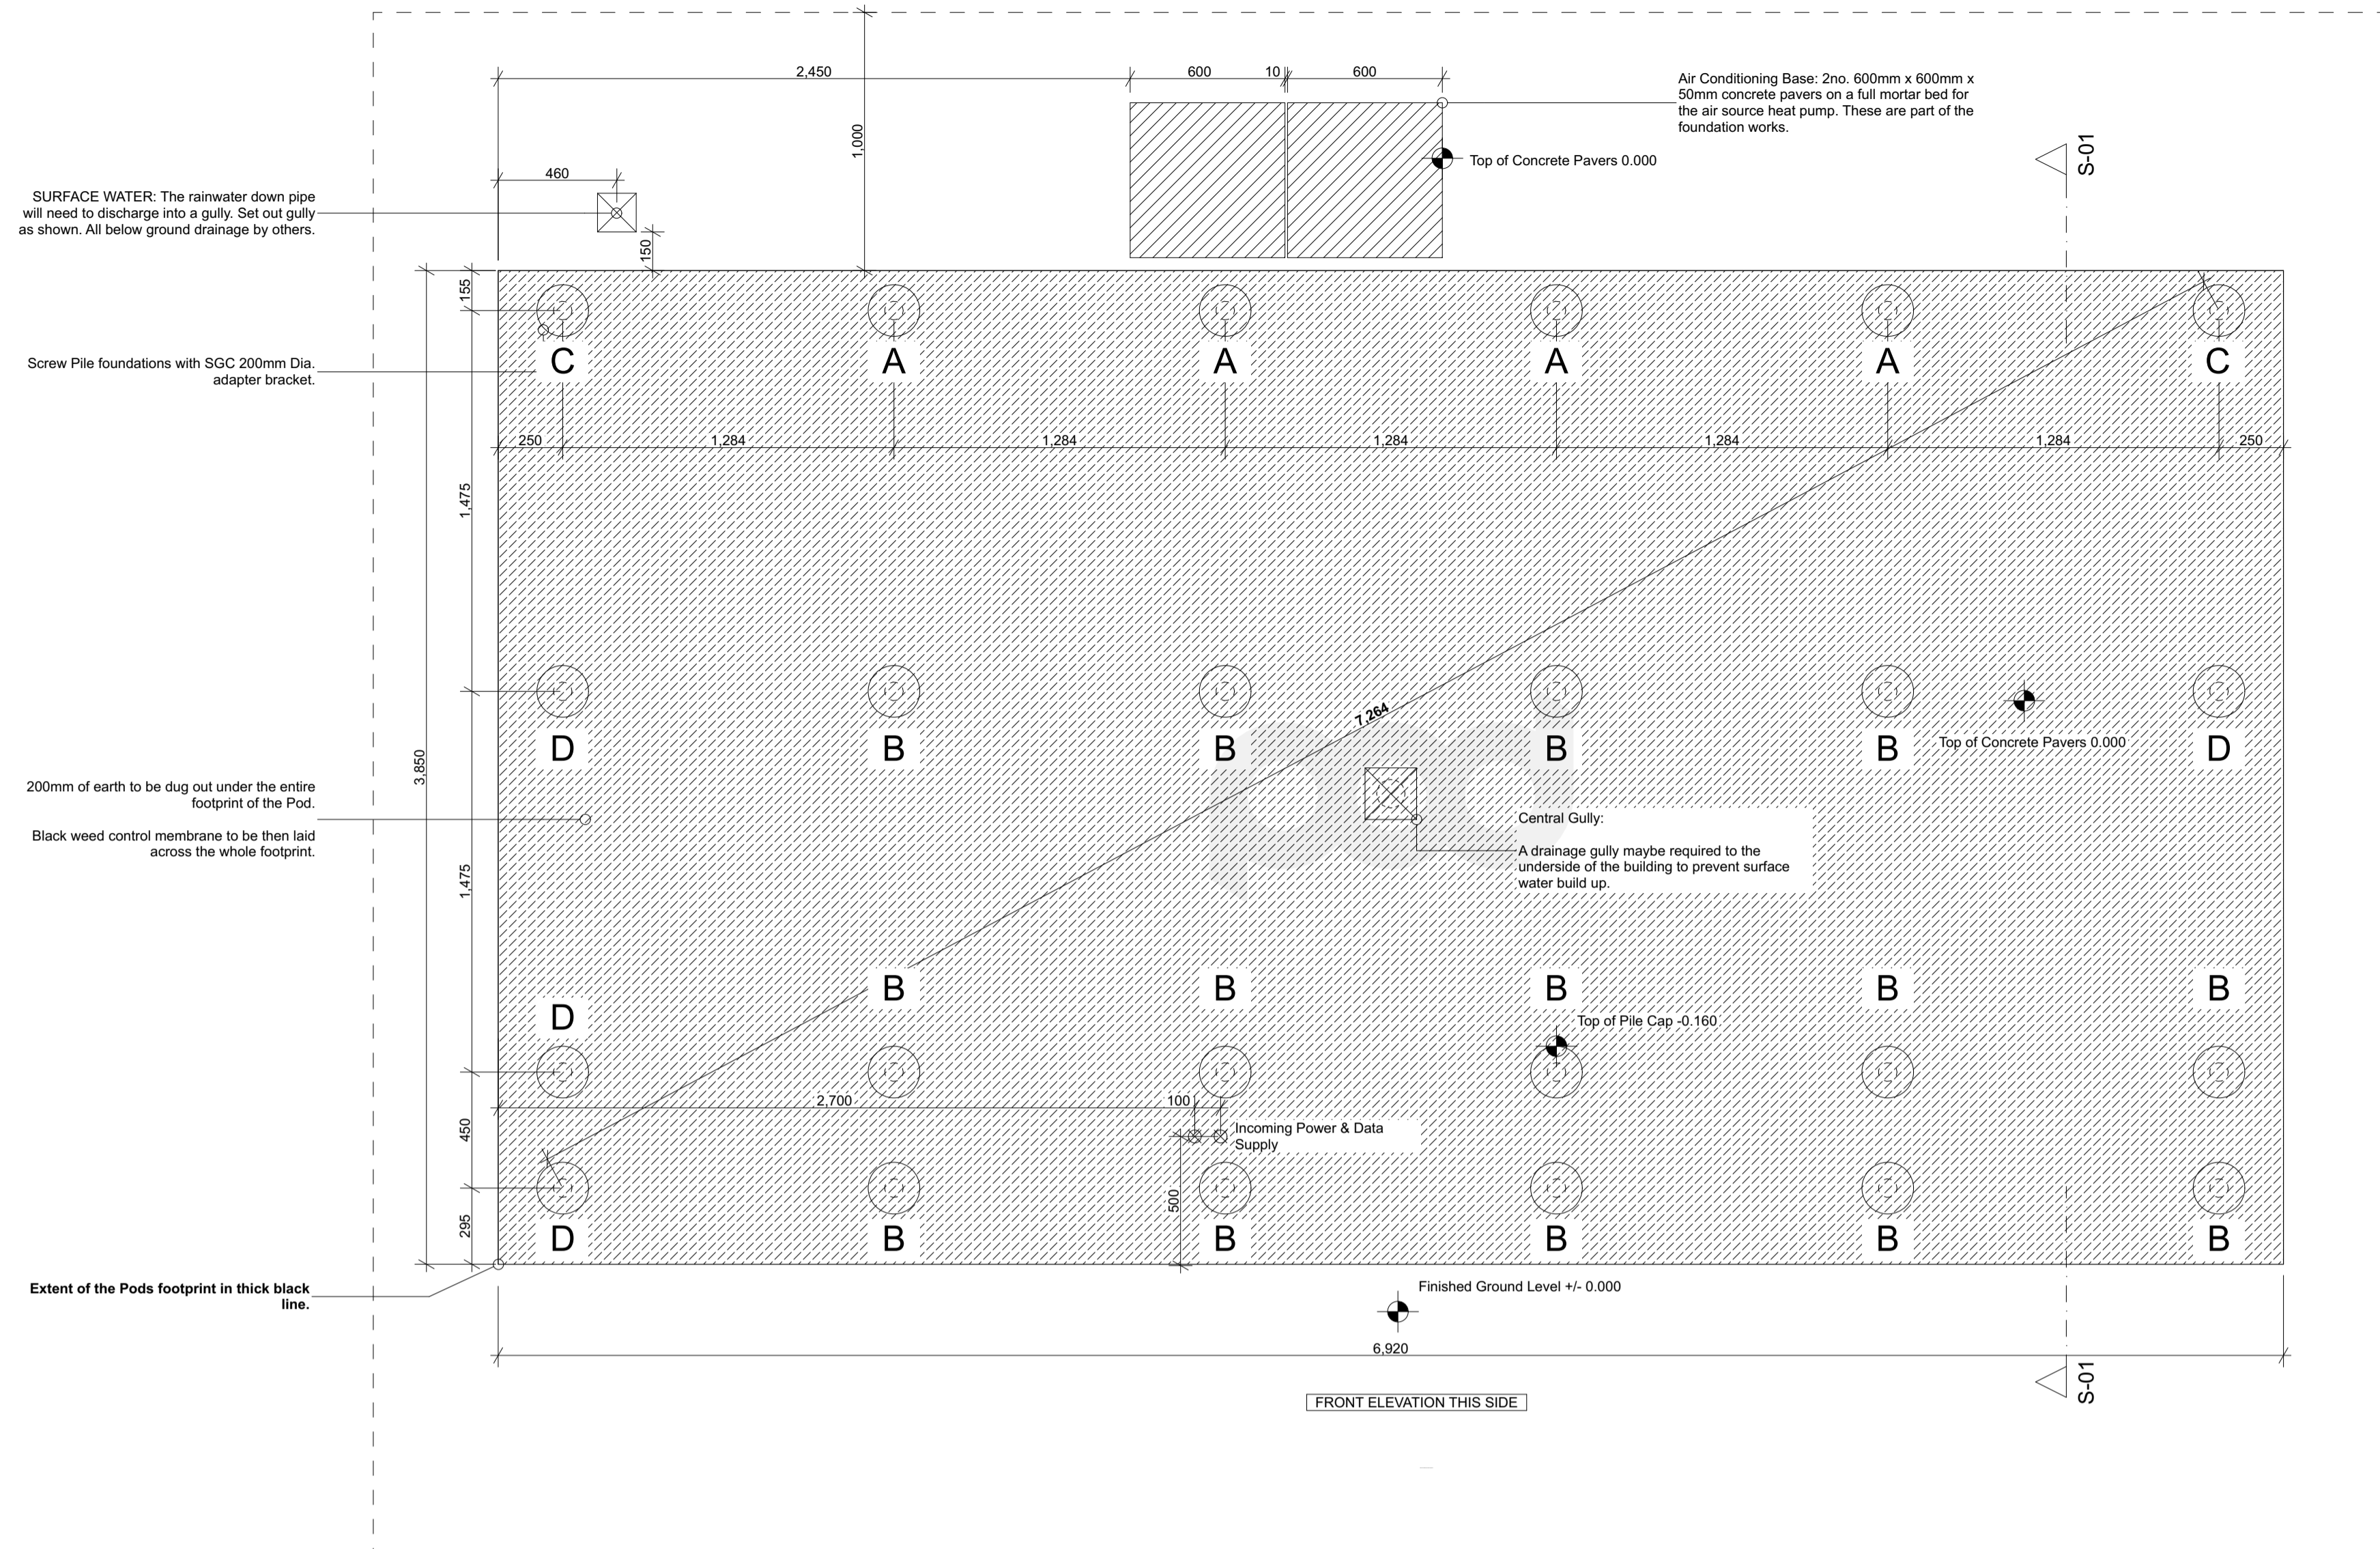 2,450
600
10
600
Air Conditioning Base: 2no. 600mm x 600mm x
50mm concrete pavers on a full mortar bed for
the air source heat pump. These are part of the
foundation works.
1,000
S-01
Top of Concrete Pavers 0.000
460
SURFACE WATER: The rainwater down pipe
will need to discharge into a gully. Set out gully
as shown. All below ground drainage by others.
150
155
Screw Pile foundations with SGC 200mm Dia.
adapter bracket.
C
A
A
A
A
C
250
1,284
1,284
1,284
1,284
1,284
250
1,475
7,264
D
B
B
B
B
D
Top of Concrete Pavers 0.000
3,850
200mm of earth to be dug out under the entire
footprint of the Pod.
Black weed control membrane to be then laid
across the whole footprint.
Central Gully:
A drainage gully maybe required to the
underside of the building to prevent surface
water build up.
1,475
D
B
B
B
B
B
Top of Pile Cap -0.160
2,700
100
450
Incoming Power & Data
Supply
500
295
D
B
B
B
B
B
Extent of the Pods footprint in thick black
line.
Finished Ground Level +/- 0.000
6,920
S-01
FRONT ELEVATION THIS SIDE